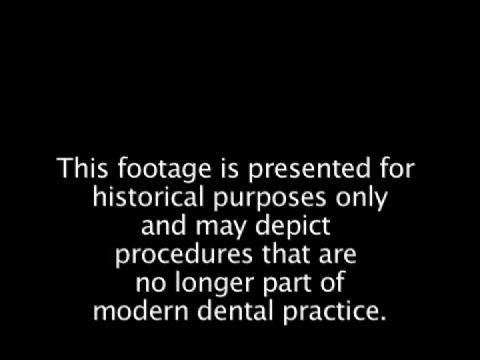 This footage is presented for
historical purposes only
and may depict
procedures that are
no longer part of
modern dental practice.